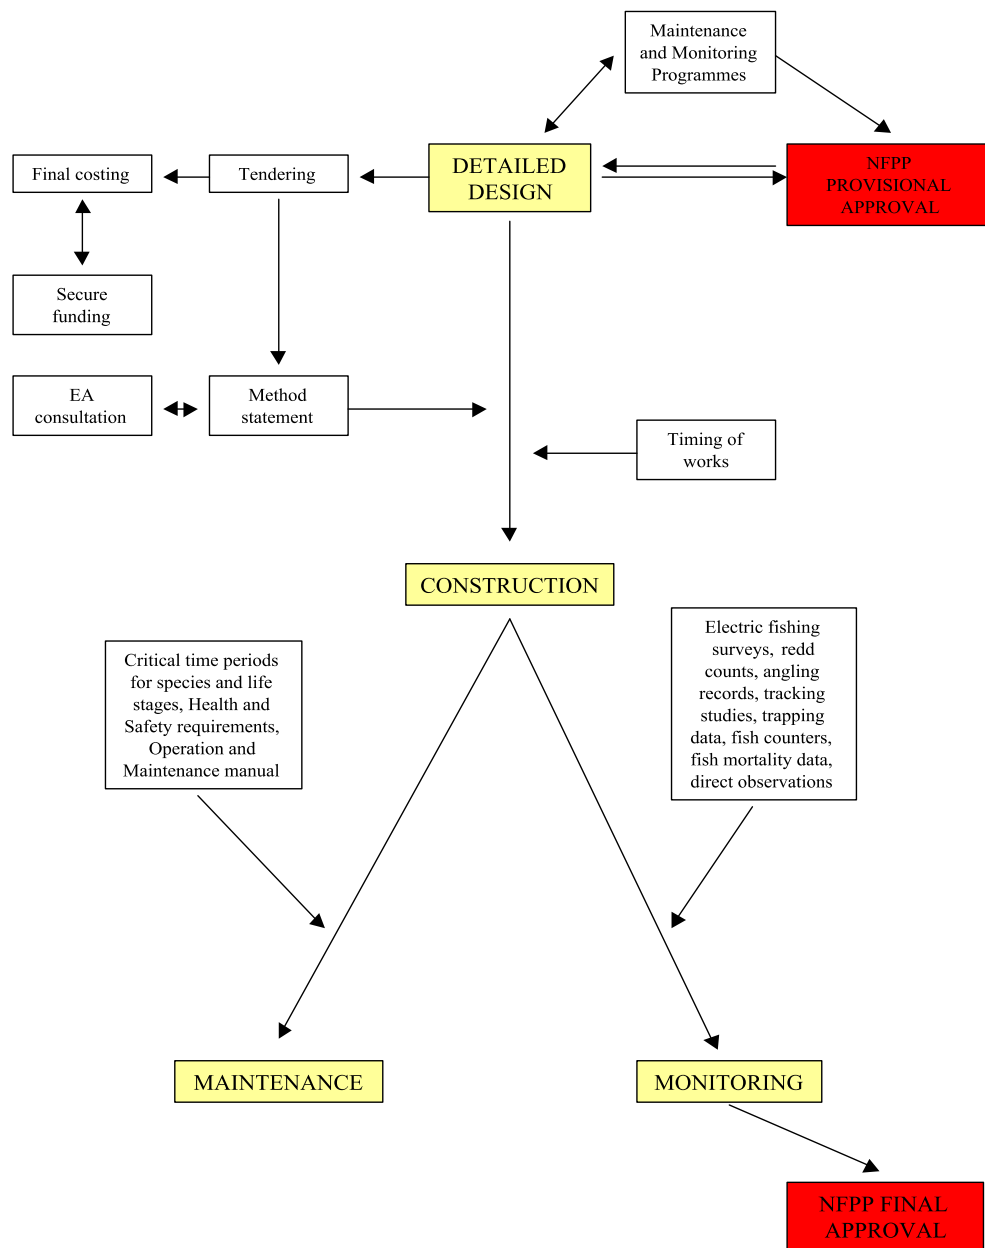 Maintenance
and Monitoring
Programmes
Final costing
Tendering
DETAILED
DESIGN
NFPP
PROVISIONAL
APPROVAL
Secure
funding
EA
consultation
Method
statement
Timing of
works
CONSTRUCTION
Critical time periods
for species and life
stages, Health and
Safety requirements,
Operation and
Maintenance manual
Electric fishing
surveys, redd
counts, angling
records, tracking
studies, trapping
data, fish counters,
fish mortality data,
direct observations
MAINTENANCE
MONITORING
NFPP FINAL
APPROVAL